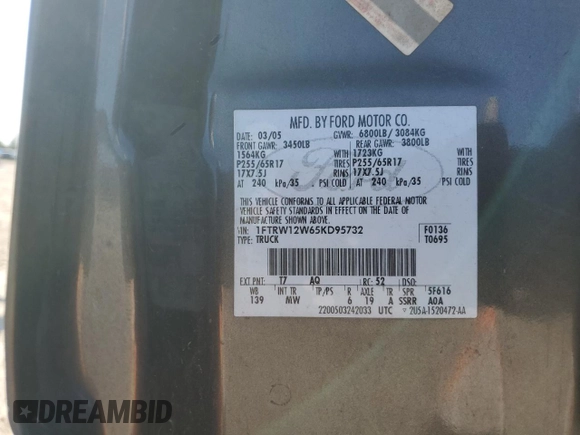 MFD. BY FORD MOTOR CO.
DATE: 03/05 GVWR: 6800LB/ 3084KG
FRONT GAWR: 3450LB REAR GAWR: 3800LB
1564KG WITH 1723KG WITH
P255/65R17 TIRES P255/65R17 TIRES
17X7.5J RIMS 17X7.5J RIMS
AT 240 kPa/35 PSI COLD AT 240 kPa/35 PSI COLD
THIS VEHICLE CONFORMS TO ALL APPLICABLE FEDERAL MOTOR
VEHICLE SAFETY STANDARDS IN EFFECT ON THE DATE OF
MANUFACTURE SHOWN ABOVE.
VIN: 1FTRW12W65KD95732 F0136
TYPE: TRUCK T0695
EXT PNT: T7 AQ RC: 52 DSO:
WB INT TR TP/PS R AXLE TR SPR 5F616
139 MW 6 19 A SSRR AOA
2200503242033 UTC 2U5A-1520472-AA
Ford
DREAMBID